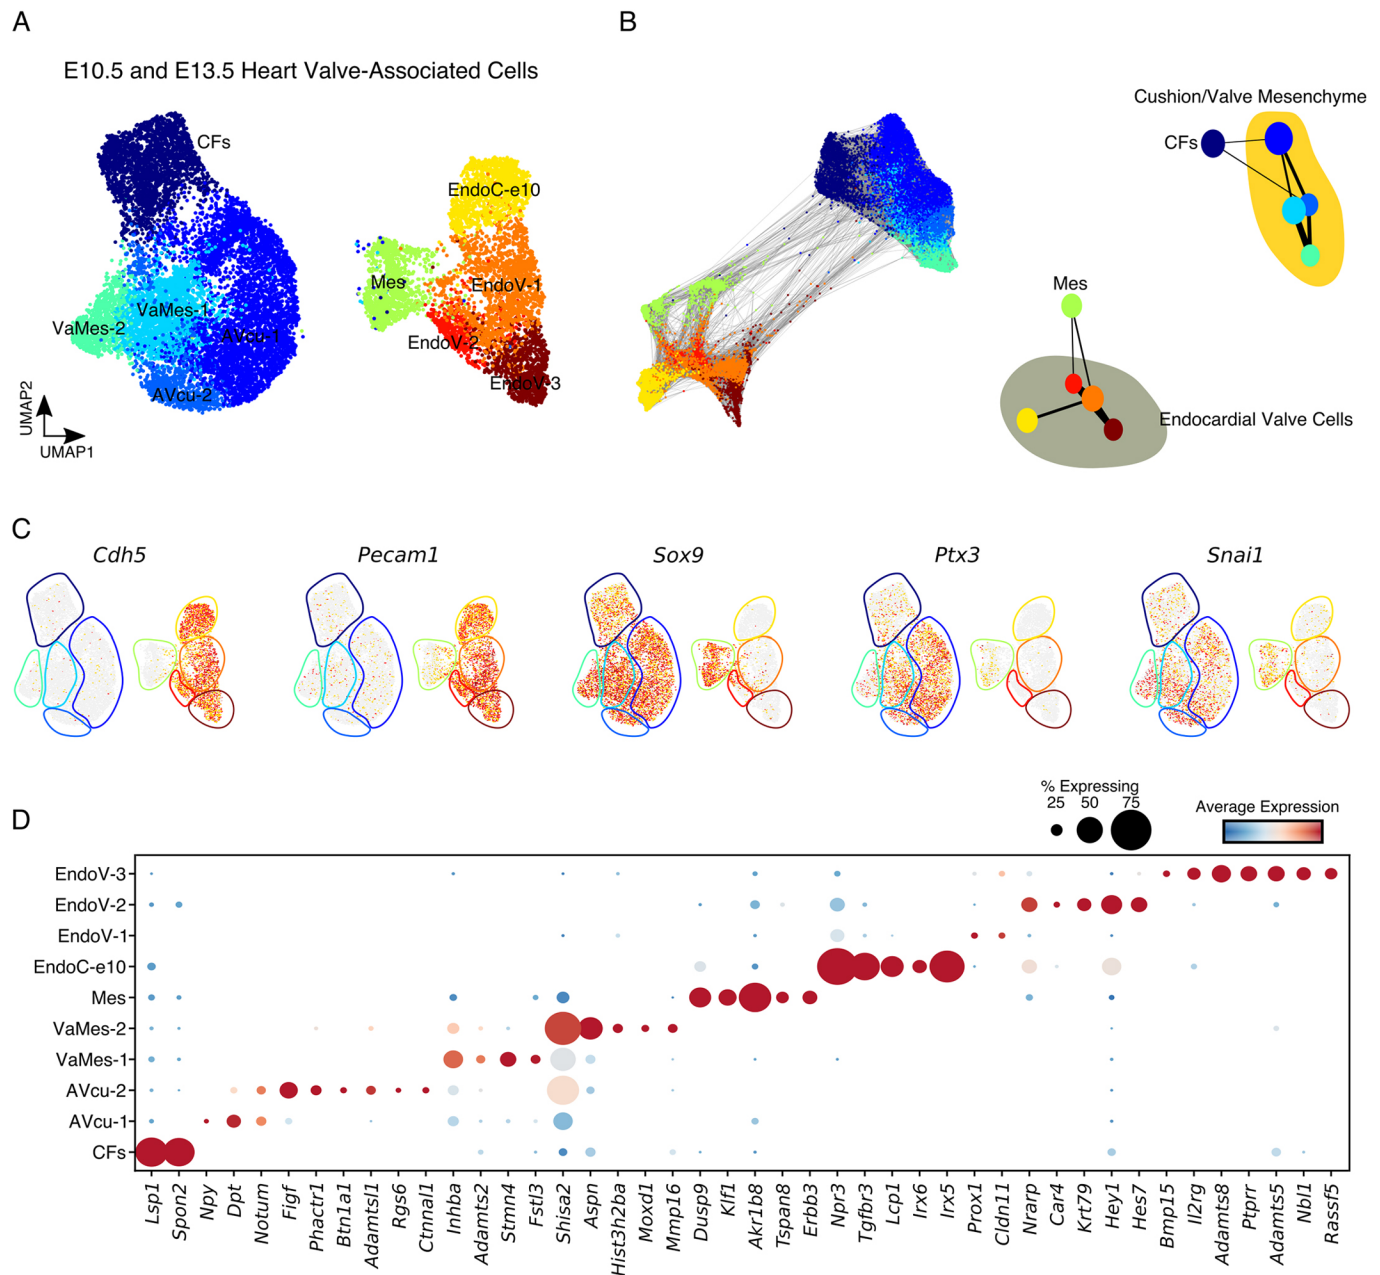 A
B
E10.5 and E13.5 Heart Valve-Associated Cells
CFs
EndoC-e10
Mes
EndoV-1
VaMes-1
VaMes-2
AVcu-1
EndoV-2
EndoV-3
AVcu-2
UMAP2
UMAP1
Cushion/Valve Mesenchyme
CFs
Mes
Endocardial Valve Cells
C
Cdh5
Pecam1
Sox9
Ptx3
Snai1
D
% Expressing
25 50 75
Average Expression
EndoV-3
EndoV-2
EndoV-1
EndoC-e10
Mes
VaMes-2
VaMes-1
AVcu-2
AVcu-1
CFs
Lsp1
Spon2
Npy
Dpt
Notum
Figf
Phactr1
Btn1a1
Adamtsl1
Rgs6
Ctnnal1
Inhba
Adamts2
Stmn4
Fstl3
Shisa2
Aspn
Hist3h2ba
Moxd1
Mmp16
Dusp9
Klf1
Akr1b8
Tspan8
Erbb3
Npr3
Tgfbr3
Lcp1
Irx6
Irx5
Prox1
Cldn11
Nrarp
Car4
Krt79
Hey1
Hes7
Bmp15
Il2rg
Adamts8
Ptprr
Adamts5
Nbl1
Rassf5